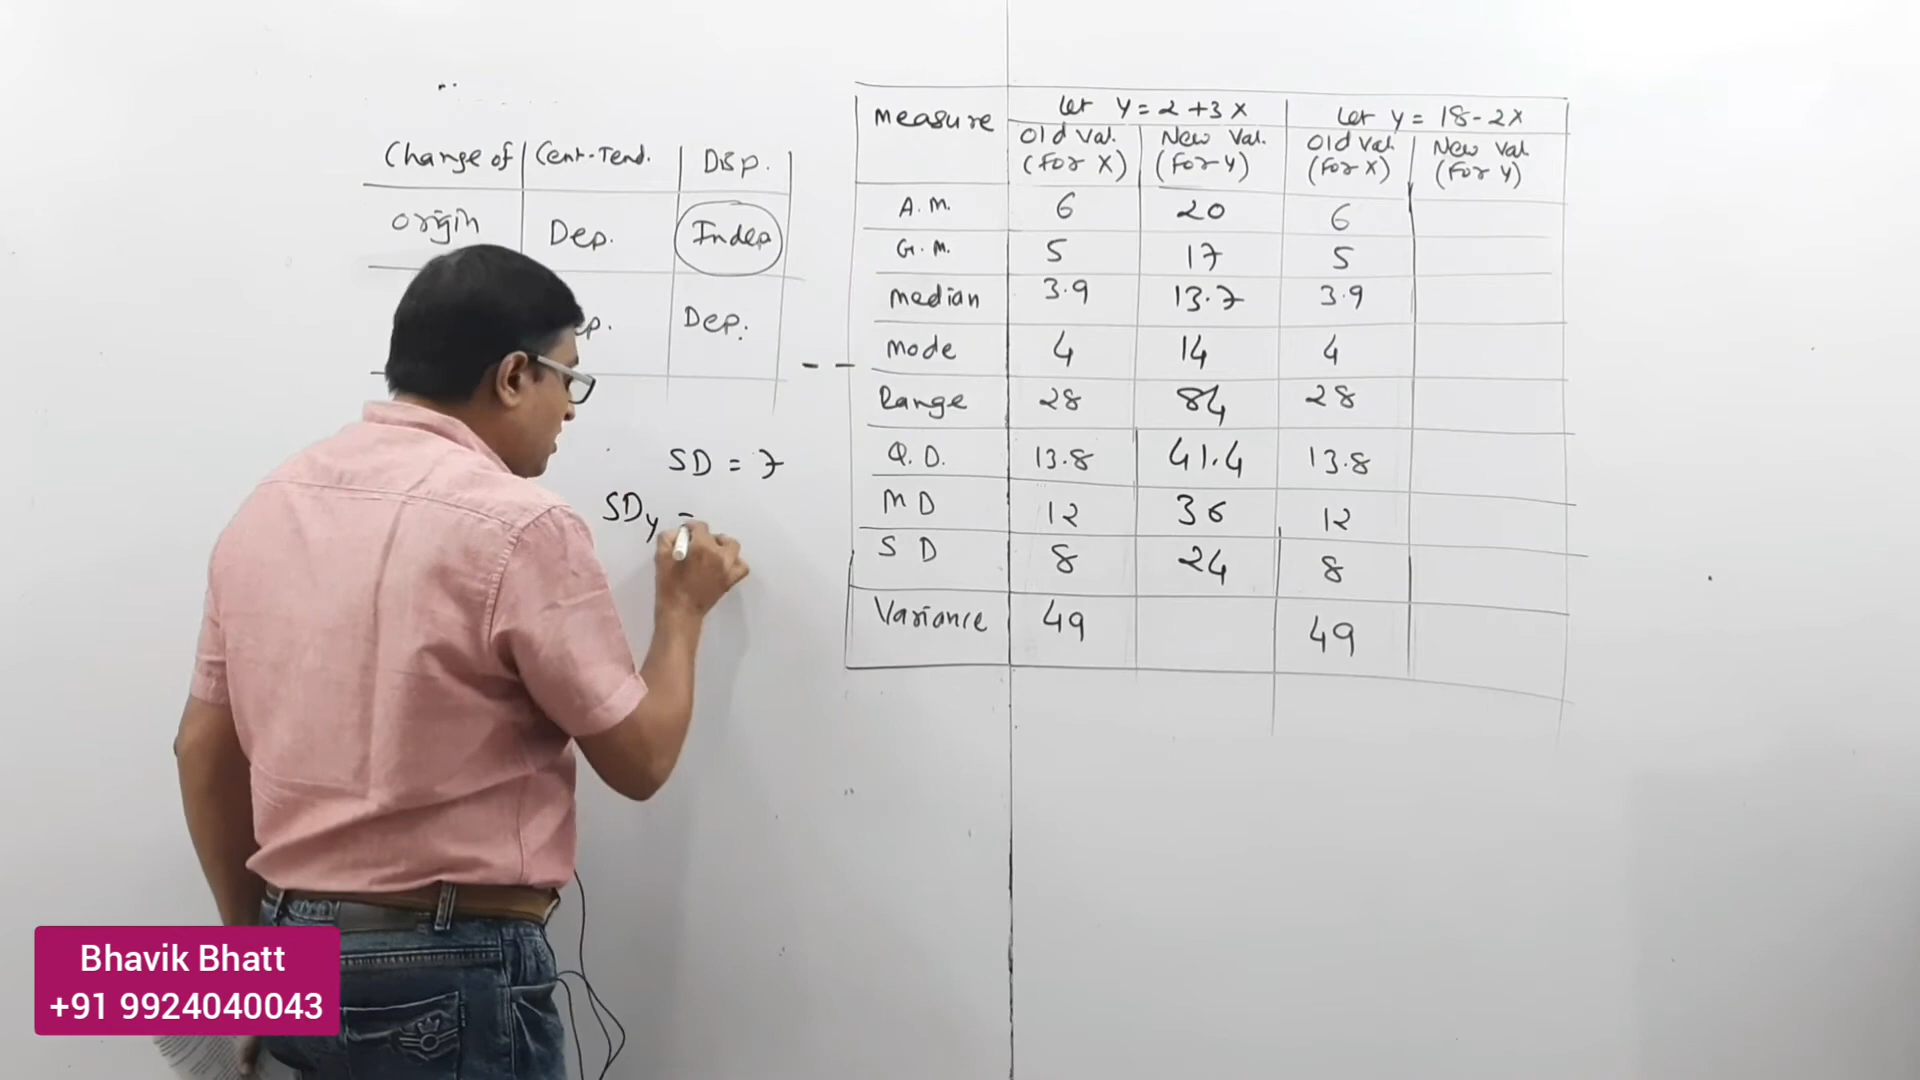 Change of Cent-Tend. Disp.
Origin Dep. Indep
Dep.
SD = 7
SDy =
Measure Let Y = 2 + 3X Let Y = 18 - 2X
Old Val. (For X) New Val. (For Y) Old Val. (For X) New Val (For Y)
A.M. 6 20 6
G.M. 5 17 5
Median 3.9 13.7 3.9
Mode 4 14 4
Range 28 84 28
Q.D. 13.8 41.4 13.8
MD 12 36 12
SD 8 24 8
Variance 49 49
Bhavik Bhatt
+91 9924040043